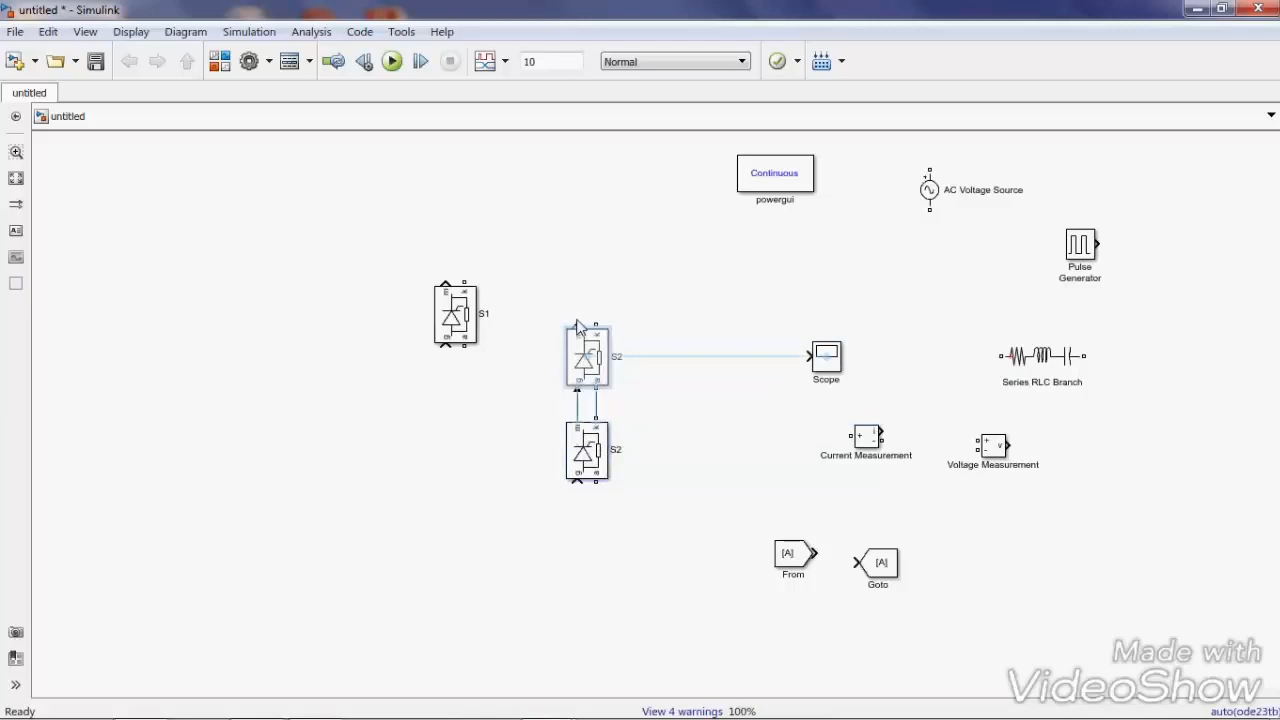 untitled * - Simulink
File Edit View Display Diagram Simulation Analysis Code Tools Help
10 Normal
untitled
untitled
Continuous
powergui
AC Voltage Source
Pulse
Generator
m k
S1
g a
k
S2
g a
m k
S2
g a
Scope
Series RLC Branch
+ i
-
Current Measurement
+ v
-
Voltage Measurement
[A]
From
[A]
Goto
Made with
VideoShow
Ready View 4 warnings 100% auto(ode23tb)